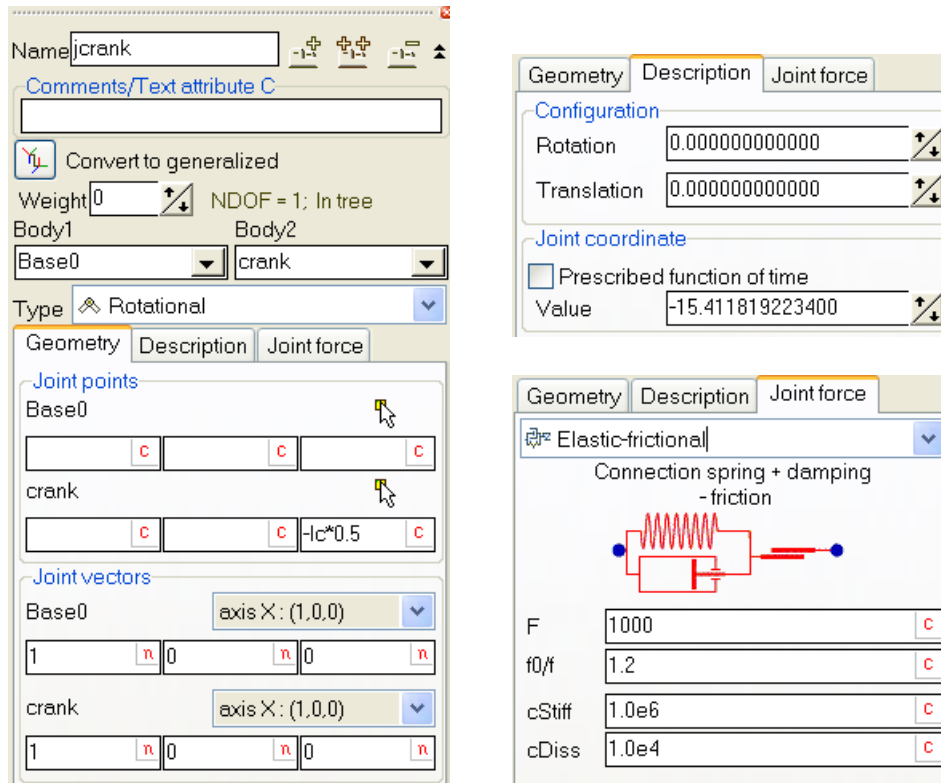 Name jcrank
Comments/Text attribute C
Convert to generalized
Weight 0 NDOF = 1; In tree
Body1 Body2
Base0 crank
Type Rotational
Geometry Description Joint force
Joint points
Base0
c c c
crank
c c -lc*0.5 c
Joint vectors
Base0 axis X : (1,0,0)
1 n 0 n 0 n
crank axis X : (1,0,0)
1 n 0 n 0 n
Geometry Description Joint force
Configuration
Rotation 0.000000000000
Translation 0.000000000000
Joint coordinate
Prescribed function of time
Value -15.411819223400
Geometry Description Joint force
Elastic-frictional
Connection spring + damping
- friction
F 1000 c
f0/f 1.2 c
cStiff 1.0e6 c
cDiss 1.0e4 c